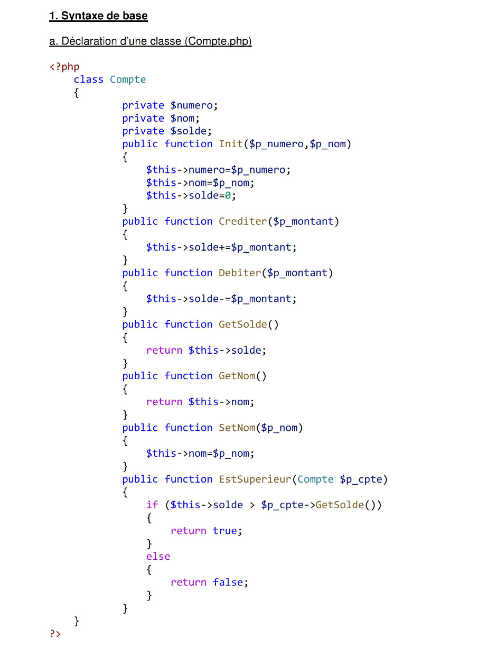 1. Syntaxe de base
a. Déclaration d'une classe (Compte.php)
<?php
    class Compte
    {
            private $numero;
            private $nom;
            private $solde;
            public function Init($p_numero,$p_nom)
            {
                $this->numero=$p_numero;
                $this->nom=$p_nom;
                $this->solde=0;
            }
            public function Crediter($p_montant)
            {
                $this->solde+=$p_montant;
            }
            public function Debiter($p_montant)
            {
                $this->solde-=$p_montant;
            }
            public function GetSolde()
            {
                return $this->solde;
            }
            public function GetNom()
            {
                return $this->nom;
            }
            public function SetNom($p_nom)
            {
                $this->nom=$p_nom;
            }
            public function EstSuperieur(Compte $p_cpte)
            {
                if ($this->solde > $p_cpte->GetSolde())
                {
                    return true;
                }
                else
                {
                    return false;
                }
            }
    }
?>